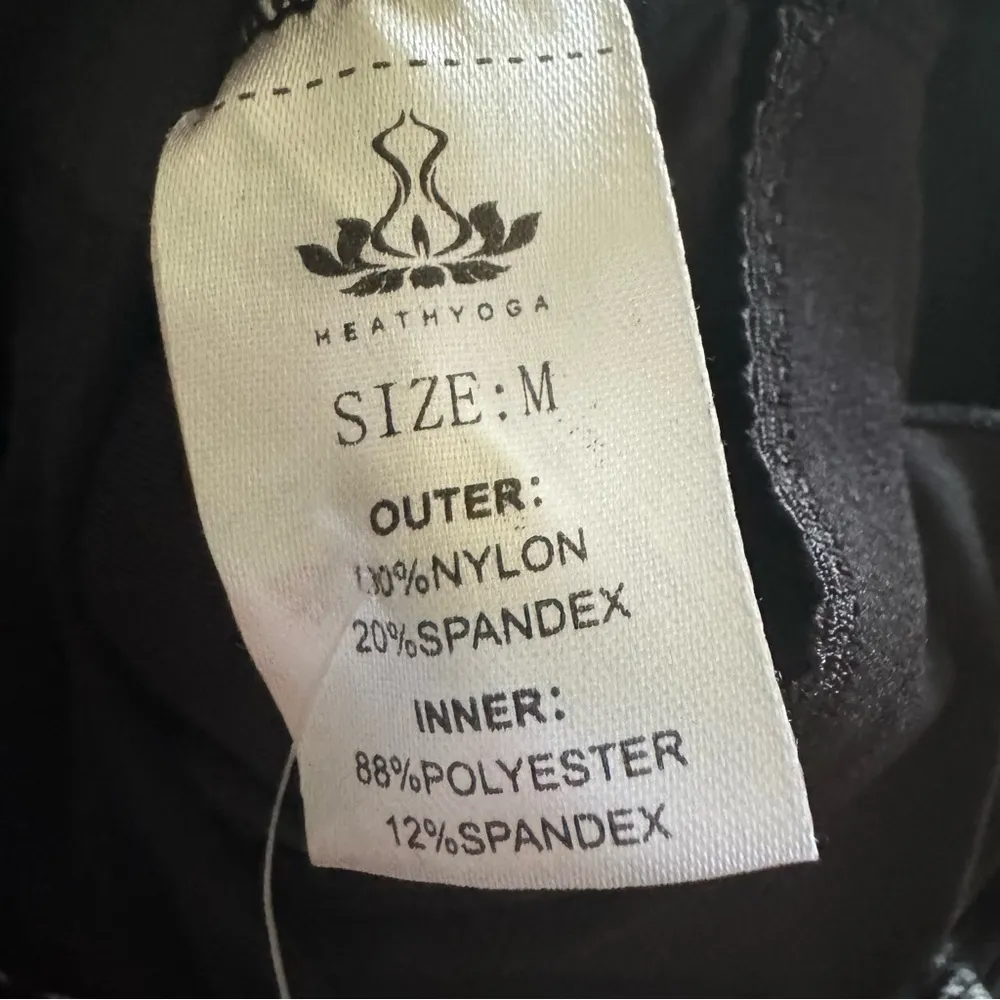 HEATHYOGA
SIZE:M
OUTER:
NYLON
20%SPANDEX
INNER:
88%POLYESTER
12%SPANDEX